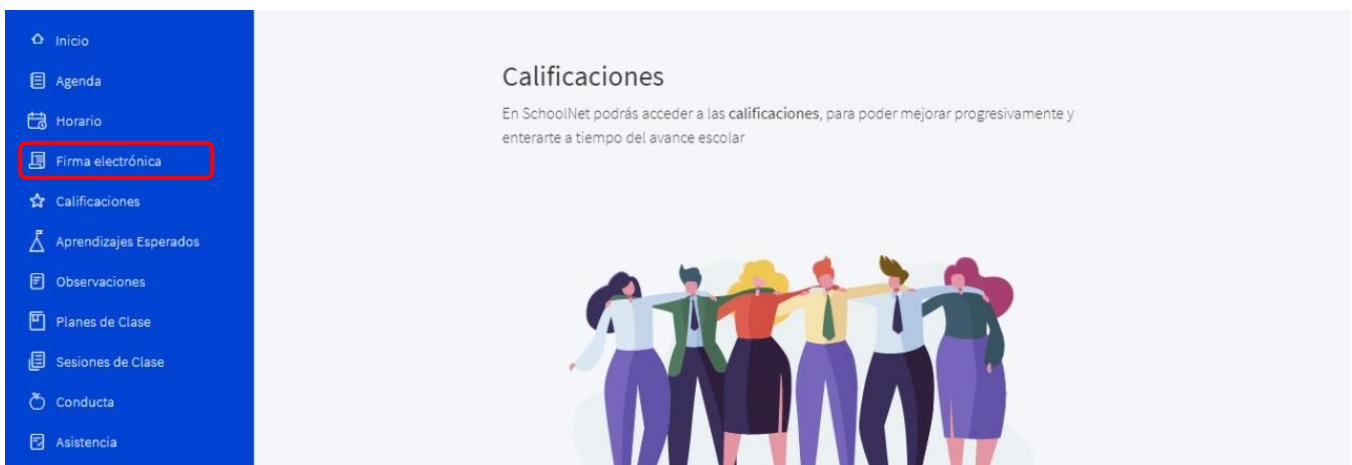 Inicio
Agenda
Horario
Firma electrónica
Calificaciones
Aprendizajes Esperados
Observaciones
Planes de Clase
Sesiones de Clase
Conducta
Asistencia
Calificaciones
En SchoolNet podrás acceder a las calificaciones, para poder mejorar progresivamente y
enterarte a tiempo del avance escolar